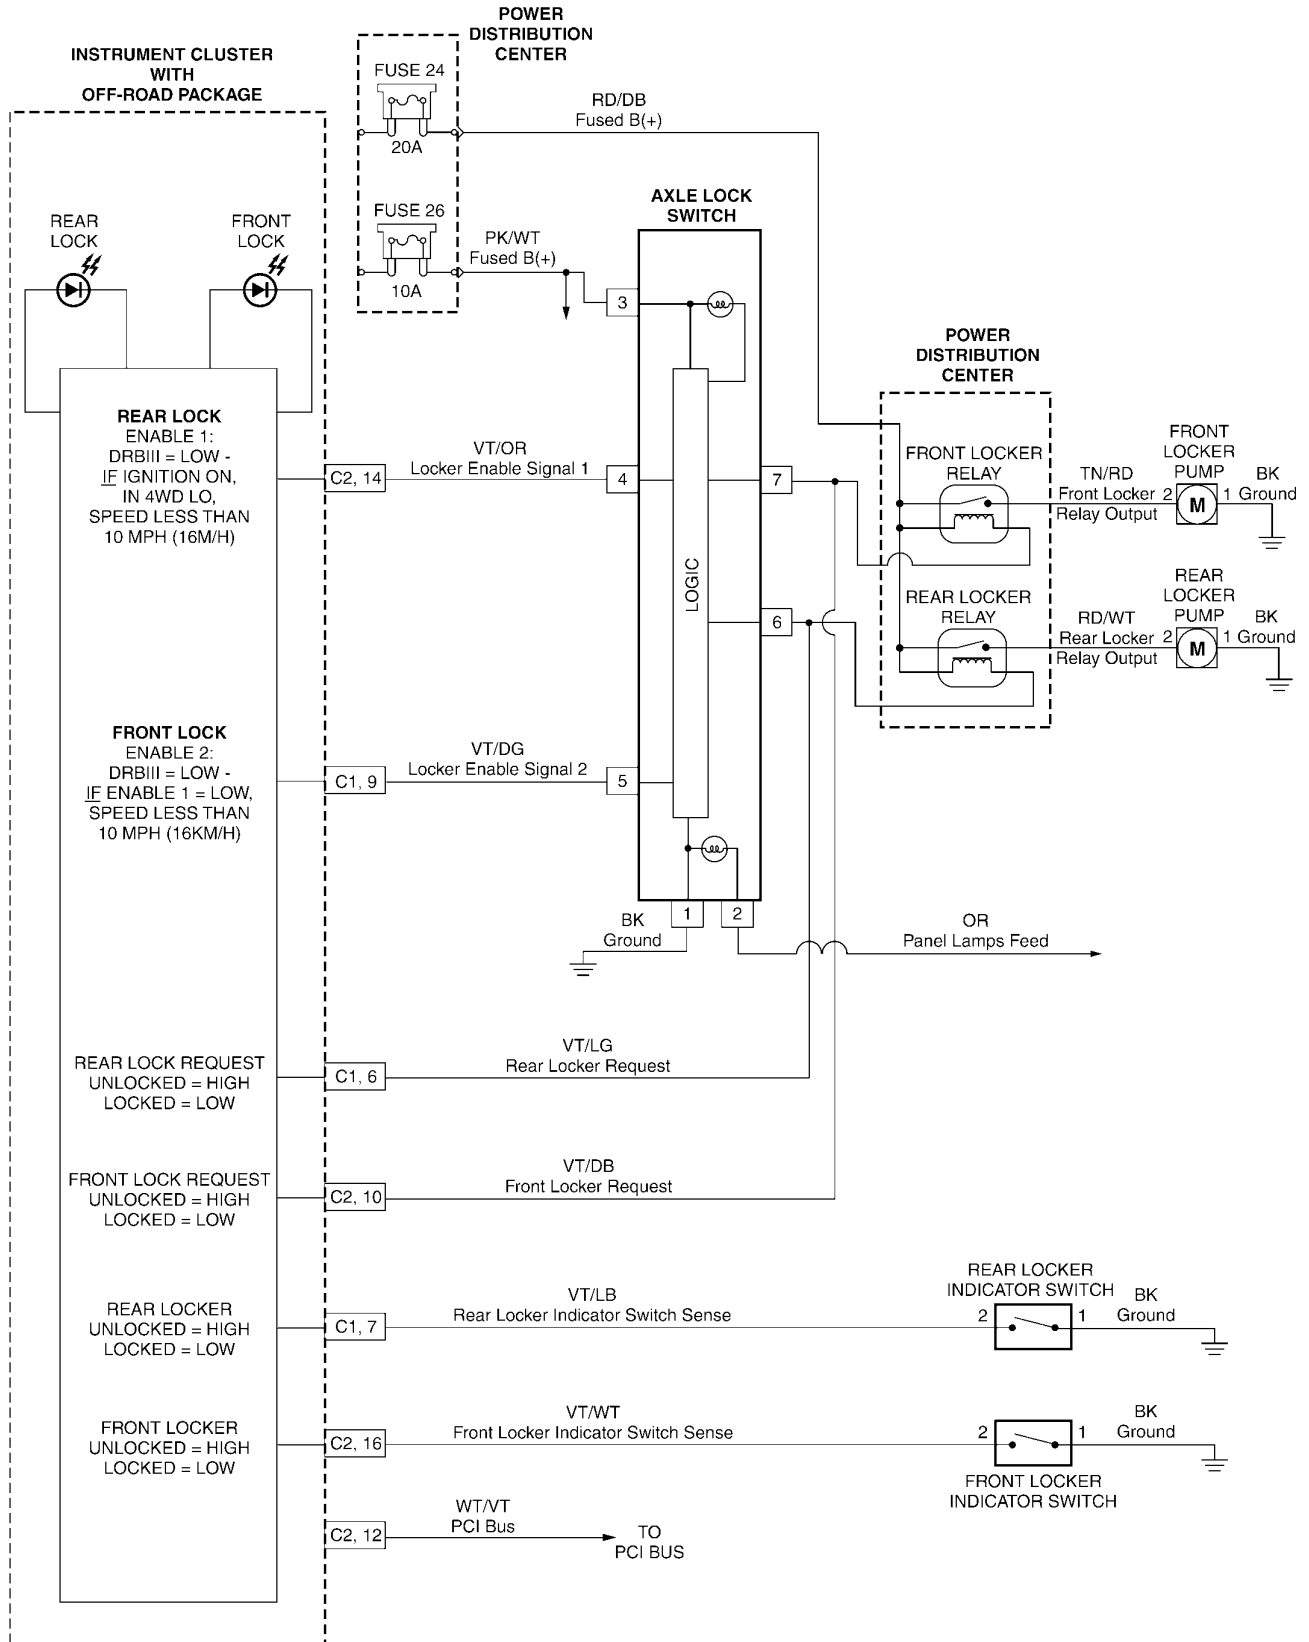 POWER
DISTRIBUTION
CENTER
INSTRUMENT CLUSTER
WITH
OFF-ROAD PACKAGE
FUSE 24
20A
RD/DB
Fused B(+)
FUSE 26
10A
PK/WT
Fused B(+)
AXLE LOCK
SWITCH
REAR
LOCK
FRONT
LOCK
3
POWER
DISTRIBUTION
CENTER
REAR LOCK
ENABLE 1:
DRBIII = LOW -
IF IGNITION ON,
IN 4WD LO,
SPEED LESS THAN
10 MPH (16M/H)
C2, 14
VT/OR
Locker Enable Signal 1
4
7
LOGIC
6
FRONT LOCKER
RELAY
TN/RD
Front Locker
Relay Output
2
FRONT
LOCKER
PUMP
M
1
BK
Ground
REAR LOCKER
RELAY
RD/WT
Rear Locker
Relay Output
2
REAR
LOCKER
PUMP
M
1
BK
Ground
FRONT LOCK
ENABLE 2:
DRBIII = LOW -
IF ENABLE 1 = LOW,
SPEED LESS THAN
10 MPH (16KM/H)
C1, 9
VT/DG
Locker Enable Signal 2
5
1
2
BK
Ground
OR
Panel Lamps Feed
REAR LOCK REQUEST
UNLOCKED = HIGH
LOCKED = LOW
C1, 6
VT/LG
Rear Locker Request
FRONT LOCK REQUEST
UNLOCKED = HIGH
LOCKED = LOW
C2, 10
VT/DB
Front Locker Request
REAR LOCKER
UNLOCKED = HIGH
LOCKED = LOW
C1, 7
VT/LB
Rear Locker Indicator Switch Sense
REAR LOCKER
INDICATOR SWITCH
2
1
BK
Ground
FRONT LOCKER
UNLOCKED = HIGH
LOCKED = LOW
C2, 16
VT/WT
Front Locker Indicator Switch Sense
2
1
BK
Ground
FRONT LOCKER
INDICATOR SWITCH
C2, 12
WT/VT
PCI Bus
TO
PCI BUS